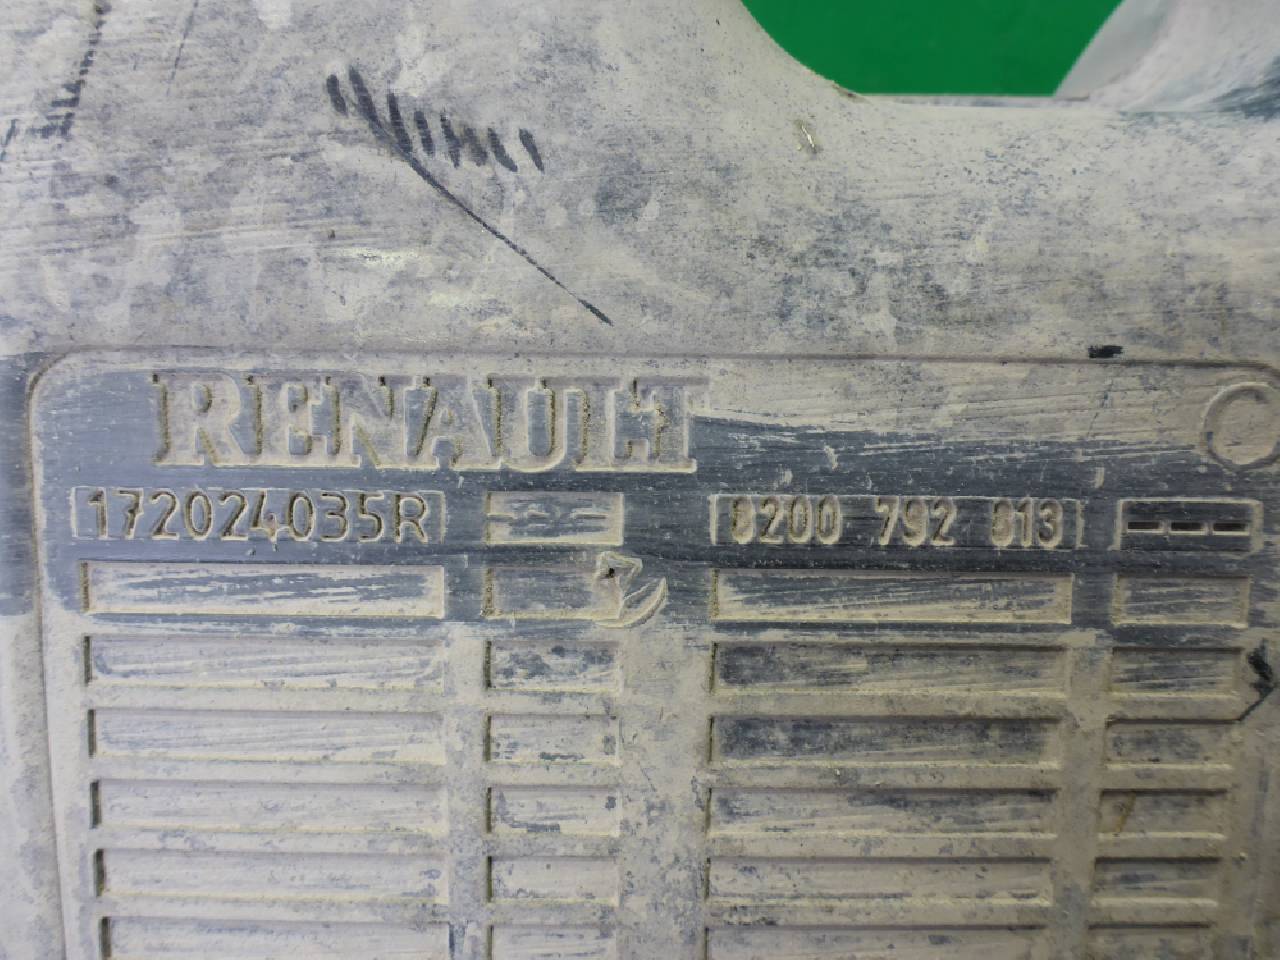 RENAULT
172024035R --- 8200 792 813 ---